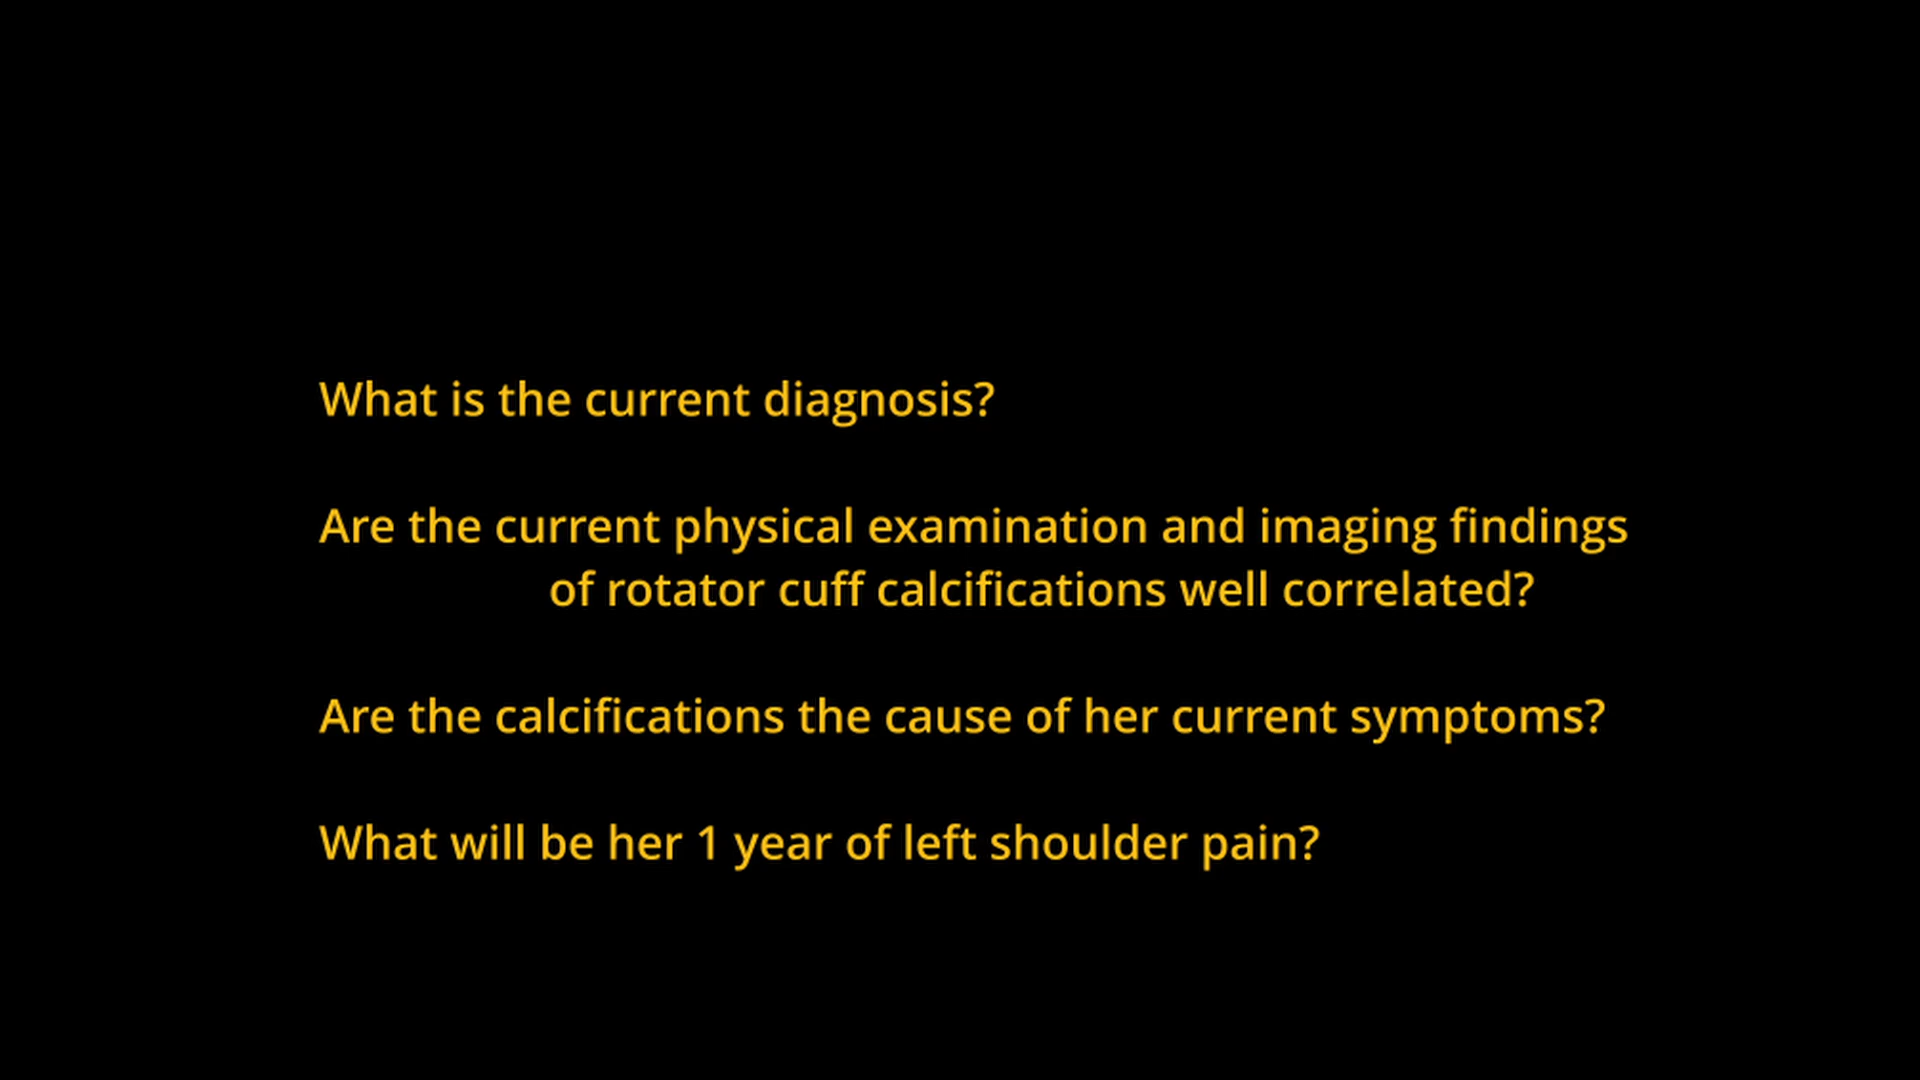 What is the current diagnosis?
Are the current physical examination and imaging findings
of rotator cuff calcifications well correlated?
Are the calcifications the cause of her current symptoms?
What will be her 1 year of left shoulder pain?